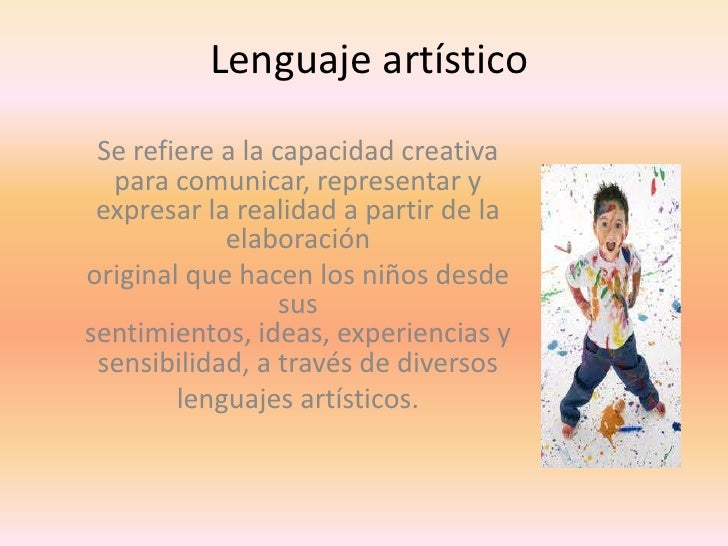 Lenguaje artístico
Se refiere a la capacidad creativa
para comunicar, representar y
expresar la realidad a partir de la
elaboración
original que hacen los niños desde
sus
sentimientos, ideas, experiencias y
sensibilidad, a través de diversos
lenguajes artísticos.